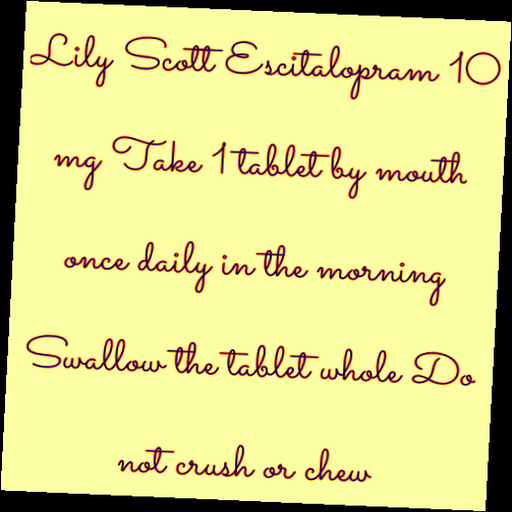 Lily Scott Escitalopram 10
mg Take 1 tablet by mouth
once daily in the morning
Swallow the tablet whole Do
not crush or chew